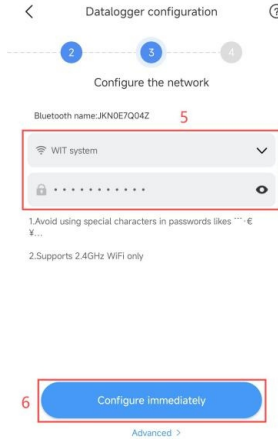 Datalogger configuration
2 3 4
Configure the network
Bluetooth name:JKN0E7Q04Z
5
WIT system
1.Avoid using special characters in passwords likes ```-€
¥...
2.Supports 2.4GHz WiFi only
6
Configure immediately
Advanced >